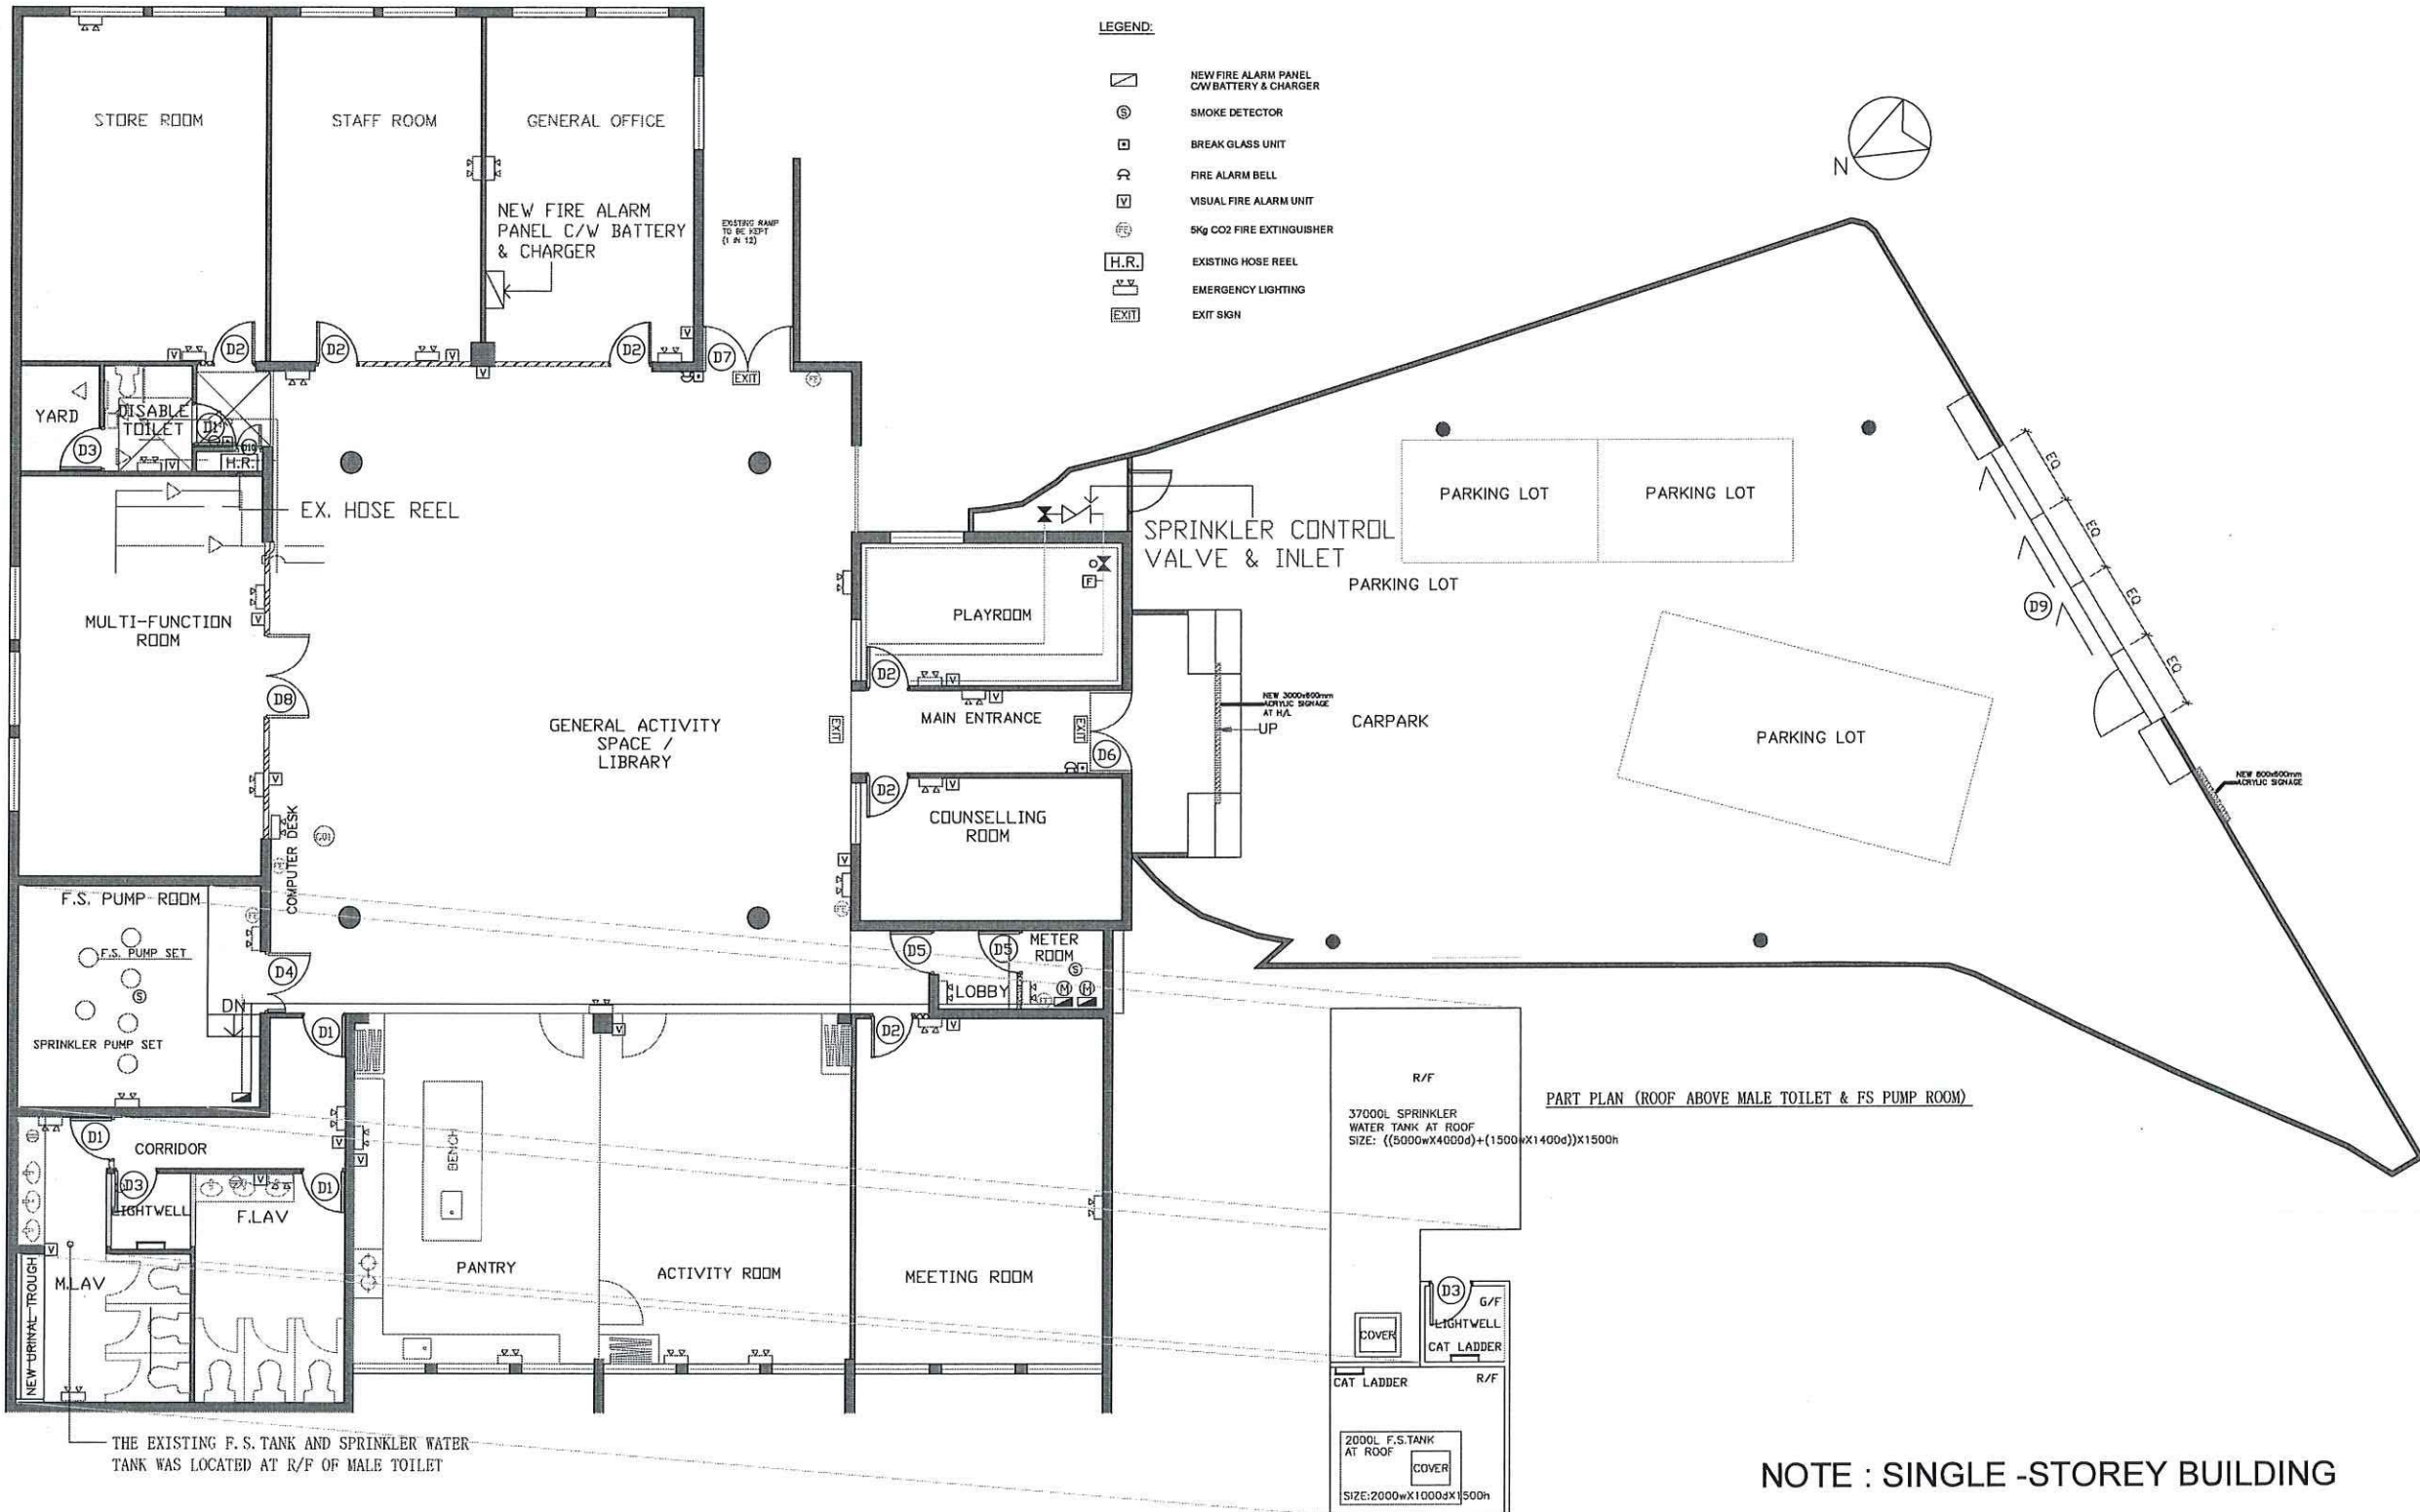 LEGEND:
NEW FIRE ALARM PANEL
C/W BATTERY & CHARGER
SMOKE DETECTOR
BREAK GLASS UNIT
FIRE ALARM BELL
VISUAL FIRE ALARM UNIT
5Kg CO2 FIRE EXTINGUISHER
H.R.
EXISTING HOSE REEL
EMERGENCY LIGHTING
EXIT
EXIT SIGN
N
STORE ROOM
STAFF ROOM
GENERAL OFFICE
NEW FIRE ALARM
PANEL C/W BATTERY
& CHARGER
EXISTING RAMP
TO BE KEPT
(1 IN 12)
D2
D2
D2
D7
EXIT
YARD
DISABLE
TOILET
D1
D3
H.R.
EX. HOSE REEL
MULTI-FUNCTION
ROOM
D8
GENERAL ACTIVITY
SPACE /
LIBRARY
COMPUTER DESK
SPRINKLER CONTROL
VALVE & INLET
PLAYROOM
F
D2
MAIN ENTRANCE
EXIT
EXIT
D6
D2
COUNSELLING
ROOM
NEW 3000x600mm
ACRYLIC SIGNAGE
AT H/L
UP
PARKING LOT
PARKING LOT
PARKING LOT
CARPARK
PARKING LOT
EQ
EQ
EQ
EQ
D9
NEW 800x600mm
ACRYLIC SIGNAGE
F.S. PUMP ROOM
F.S. PUMP SET
SPRINKLER PUMP SET
DN
D4
D5
D5
METER
ROOM
LOBBY
M
M
D1
D2
D1
CORRIDOR
D3
LIGHTWELL
D1
F.LAV
M.LAV
NEW URINAL-TROUGH
BENCH
PANTRY
ACTIVITY ROOM
MEETING ROOM
THE EXISTING F.S. TANK AND SPRINKLER WATER
TANK WAS LOCATED AT R/F OF MALE TOILET
R/F
37000L SPRINKLER
WATER TANK AT ROOF
SIZE: ((5000wX4000d)+(1500wX1400d))X1500h
PART PLAN (ROOF ABOVE MALE TOILET & FS PUMP ROOM)
D3
G/F
LIGHTWELL
CAT LADDER
COVER
CAT LADDER
R/F
2000L F.S.TANK
AT ROOF
COVER
SIZE:2000wX1000dX1500h
NOTE : SINGLE -STOREY BUILDING